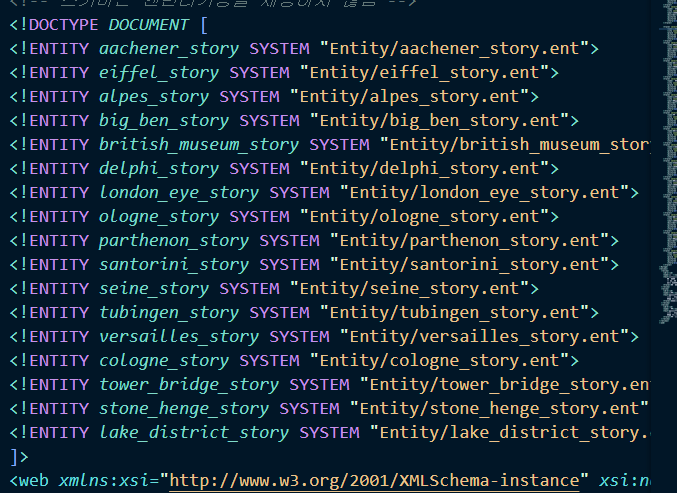 <!DOCTYPE DOCUMENT [
<!ENTITY aachener_story SYSTEM "Entity/aachener_story.ent">
<!ENTITY eiffel_story SYSTEM "Entity/eiffel_story.ent">
<!ENTITY alpes_story SYSTEM "Entity/alpes_story.ent">
<!ENTITY big_ben_story SYSTEM "Entity/big_ben_story.ent">
<!ENTITY british_museum_story SYSTEM "Entity/british_museum_story
<!ENTITY delphi_story SYSTEM "Entity/delphi_story.ent">
<!ENTITY london_eye_story SYSTEM "Entity/london_eye_story.ent">
<!ENTITY ologne_story SYSTEM "Entity/ologne_story.ent">
<!ENTITY parthenon_story SYSTEM "Entity/parthenon_story.ent">
<!ENTITY santorini_story SYSTEM "Entity/santorini_story.ent">
<!ENTITY seine_story SYSTEM "Entity/seine_story.ent">
<!ENTITY tubingen_story SYSTEM "Entity/tubingen_story.ent">
<!ENTITY versailles_story SYSTEM "Entity/versailles_story.ent">
<!ENTITY cologne_story SYSTEM "Entity/cologne_story.ent">
<!ENTITY tower_bridge_story SYSTEM "Entity/tower_bridge_story.en
<!ENTITY stone_henge_story SYSTEM "Entity/stone_henge_story.ent"
<!ENTITY lake_district_story SYSTEM "Entity/lake_district_story.
]>
<web xmlns:xsi="http://www.w3.org/2001/XMLSchema-instance" xsi:n